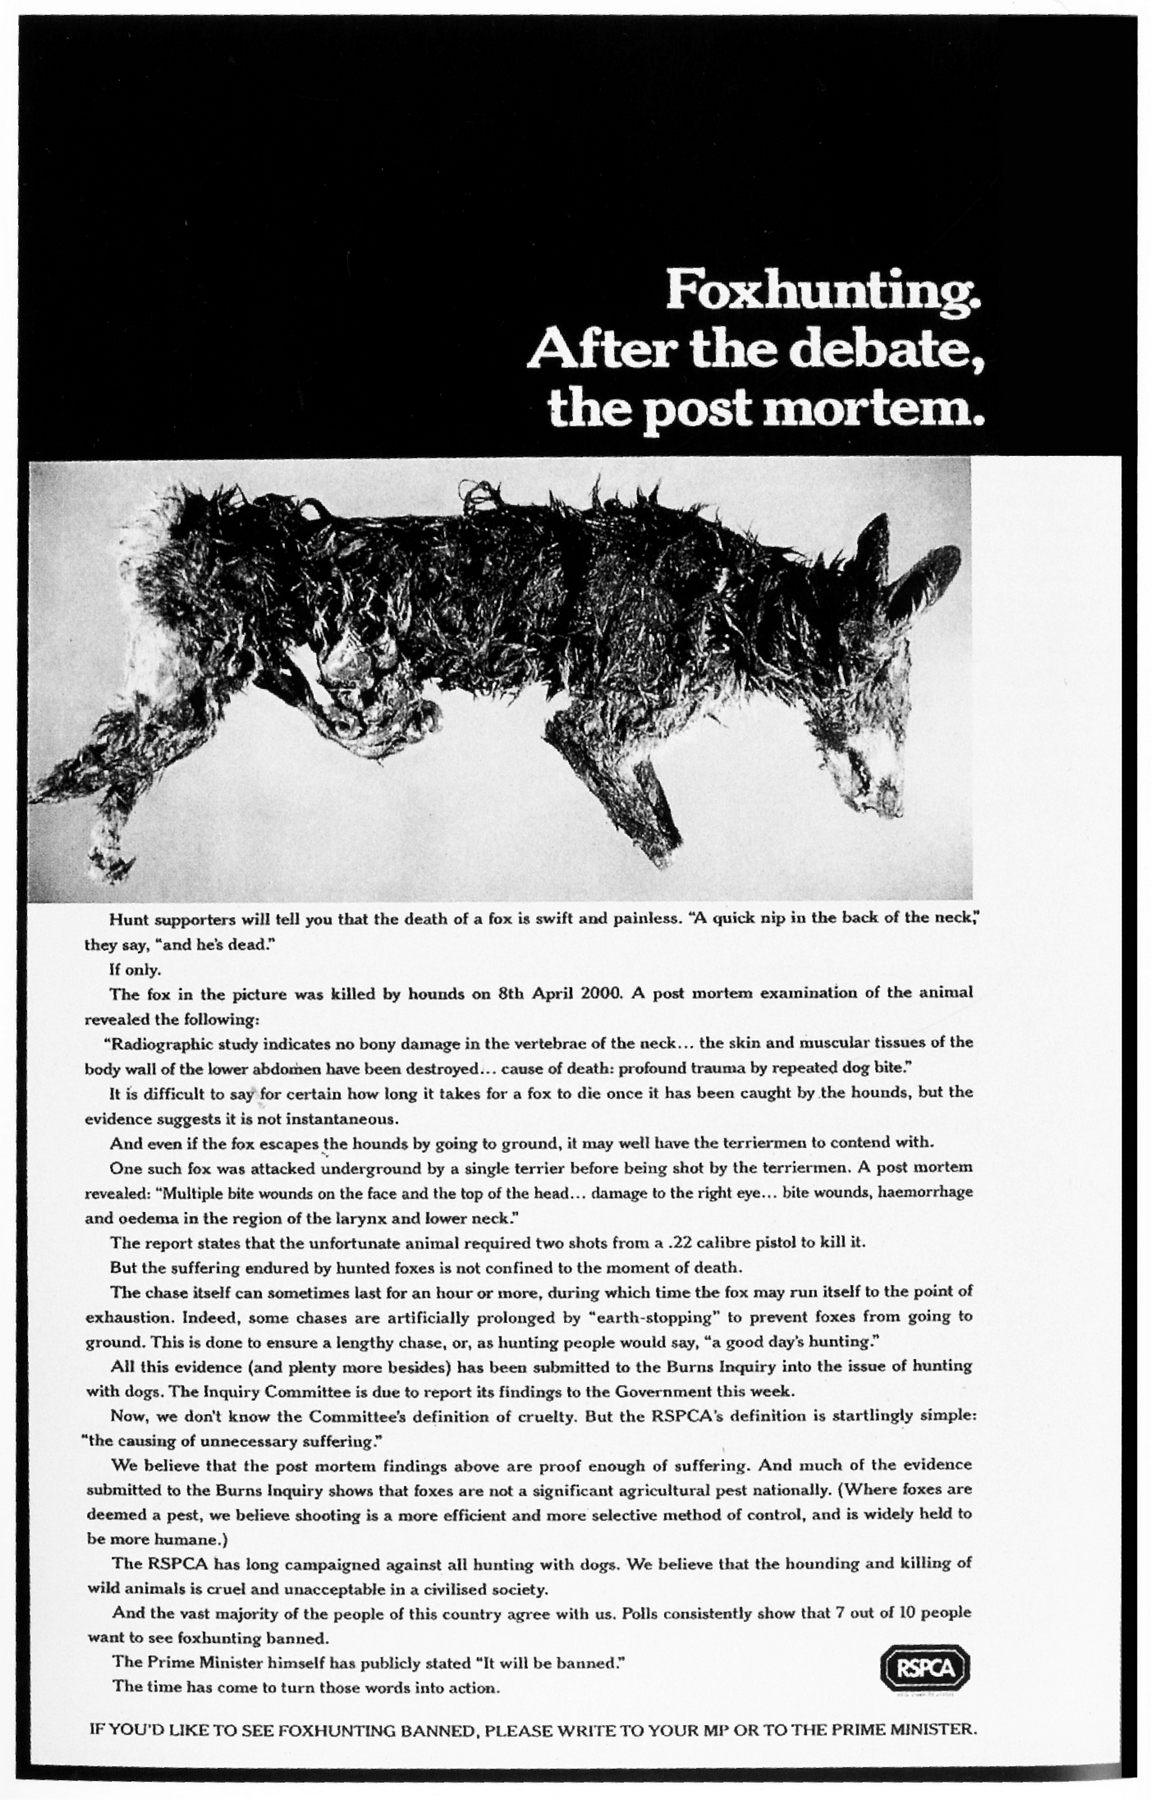 Foxhunting.
After the debate,
the post mortem.
Hunt supporters will tell you that the death of a fox is swift and painless. “A quick nip in the back of the neck,”
they say, “and he's dead.”
If only.
The fox in the picture was killed by hounds on 8th April 2000. A post mortem examination of the animal
revealed the following:
“Radiographic study indicates no bony damage in the vertebrae of the neck... the skin and muscular tissues of the
body wall of the lower abdomen have been destroyed... cause of death: profound trauma by repeated dog bite.”
It is difficult to say for certain how long it takes for a fox to die once it has been caught by the hounds, but the
evidence suggests it is not instantaneous.
And even if the fox escapes the hounds by going to ground, it may well have the terriermen to contend with.
One such fox was attacked underground by a single terrier before being shot by the terriermen. A post mortem
revealed: “Multiple bite wounds on the face and the top of the head... damage to the right eye... bite wounds, haemorrhage
and oedema in the region of the larynx and lower neck.”
The report states that the unfortunate animal required two shots from a .22 calibre pistol to kill it.
But the suffering endured by hunted foxes is not confined to the moment of death.
The chase itself can sometimes last for an hour or more, during which time the fox may run itself to the point of
exhaustion. Indeed, some chases are artificially prolonged by “earth-stopping” to prevent foxes from going to
ground. This is done to ensure a lengthy chase, or, as hunting people would say, “a good day's hunting.”
All this evidence (and plenty more besides) has been submitted to the Burns Inquiry into the issue of hunting
with dogs. The Inquiry Committee is due to report its findings to the Government this week.
Now, we don't know the Committee's definition of cruelty. But the RSPCA's definition is startlingly simple:
“the causing of unnecessary suffering.”
We believe that the post mortem findings above are proof enough of suffering. And much of the evidence
submitted to the Burns Inquiry shows that foxes are not a significant agricultural pest nationally. (Where foxes are
deemed a pest, we believe shooting is a more efficient and more selective method of control, and is widely held to
be more humane.)
The RSPCA has long campaigned against all hunting with dogs. We believe that the hounding and killing of
wild animals is cruel and unacceptable in a civilised society.
And the vast majority of the people of this country agree with us. Polls consistently show that 7 out of 10 people
want to see foxhunting banned.
The Prime Minister himself has publicly stated “It will be banned.”
The time has come to turn those words into action.
RSPCA
IF YOU'D LIKE TO SEE FOXHUNTING BANNED, PLEASE WRITE TO YOUR MP OR TO THE PRIME MINISTER.